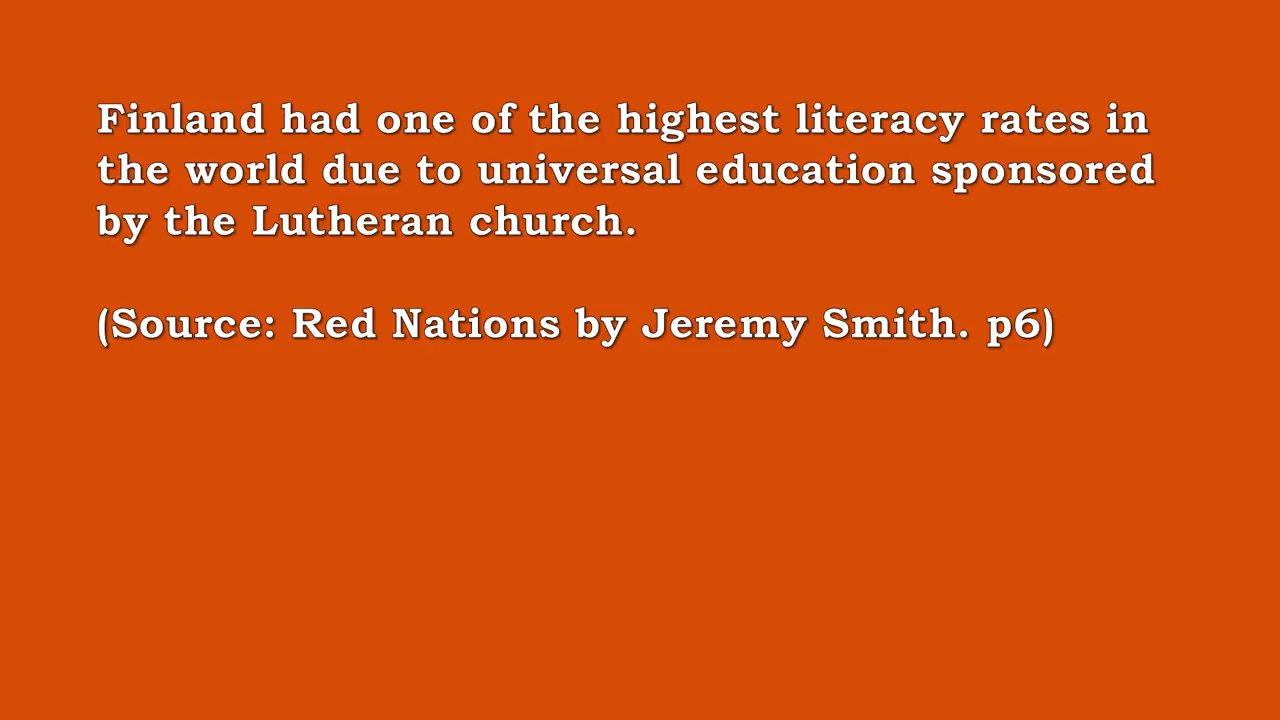 Finland had one of the highest literacy rates in
the world due to universal education sponsored
by the Lutheran church.
(Source: Red Nations by Jeremy Smith. p6)